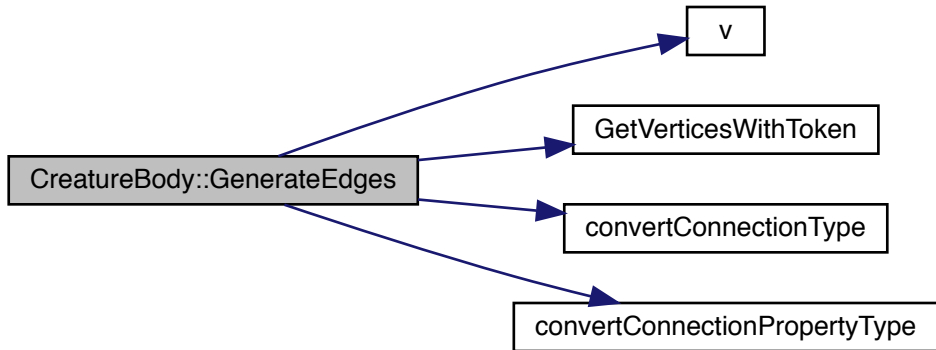 v
GetVerticesWithToken
CreatureBody::GenerateEdges
convertConnectionType
convertConnectionPropertyType